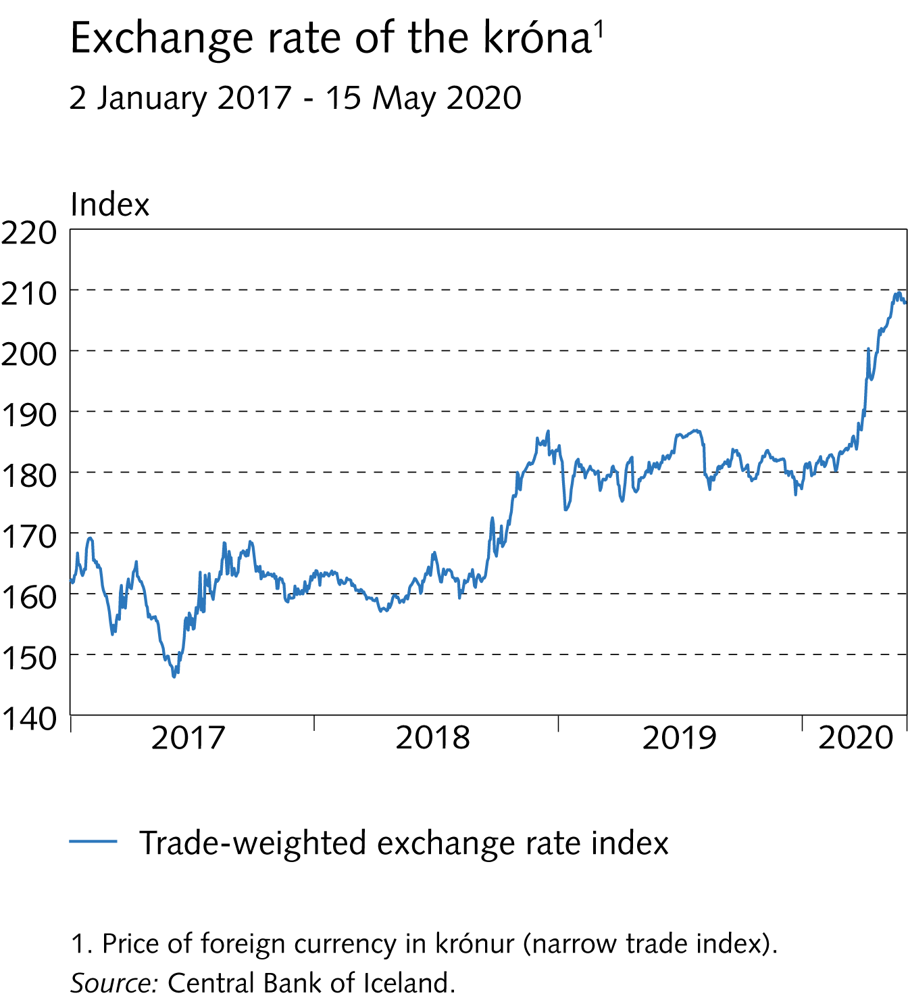 Exchange rate of the króna¹
2 January 2017 - 15 May 2020
Index
220
210
200
190
180
170
160
150
140
2017 2018 2019 2020
Trade-weighted exchange rate index
1. Price of foreign currency in krónur (narrow trade index).
Source: Central Bank of Iceland.